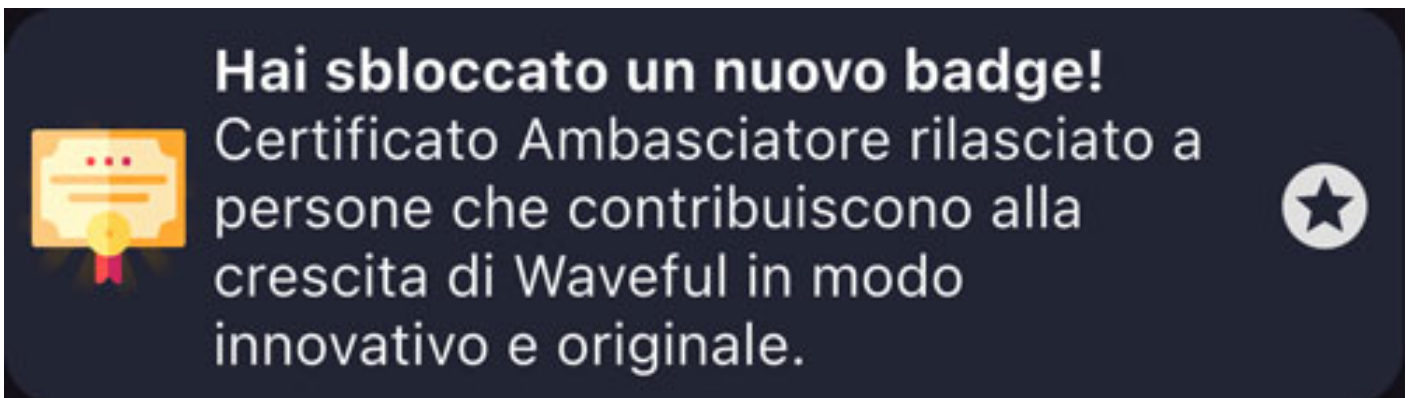 Hai sbloccato un nuovo badge!
Certificato Ambasciatore rilasciato a
persone che contribuiscono alla
crescita di Waveful in modo
innovativo e originale.